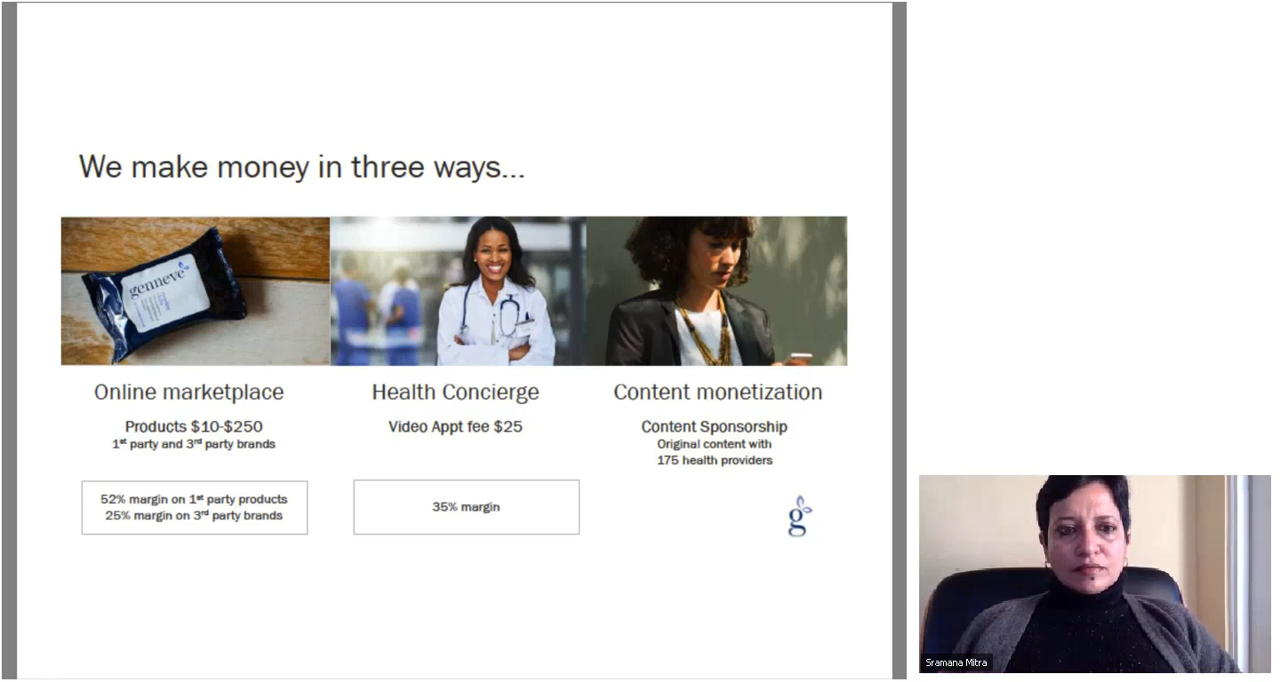 We make money in three ways...
genneve
Online marketplace
Products $10-$250
1st party and 3rd party brands
52% margin on 1st party products
25% margin on 3rd party brands
Health Concierge
Video Appt fee $25
35% margin
Content monetization
Content Sponsorship
Original content with
175 health providers
g
Sramana Mitra